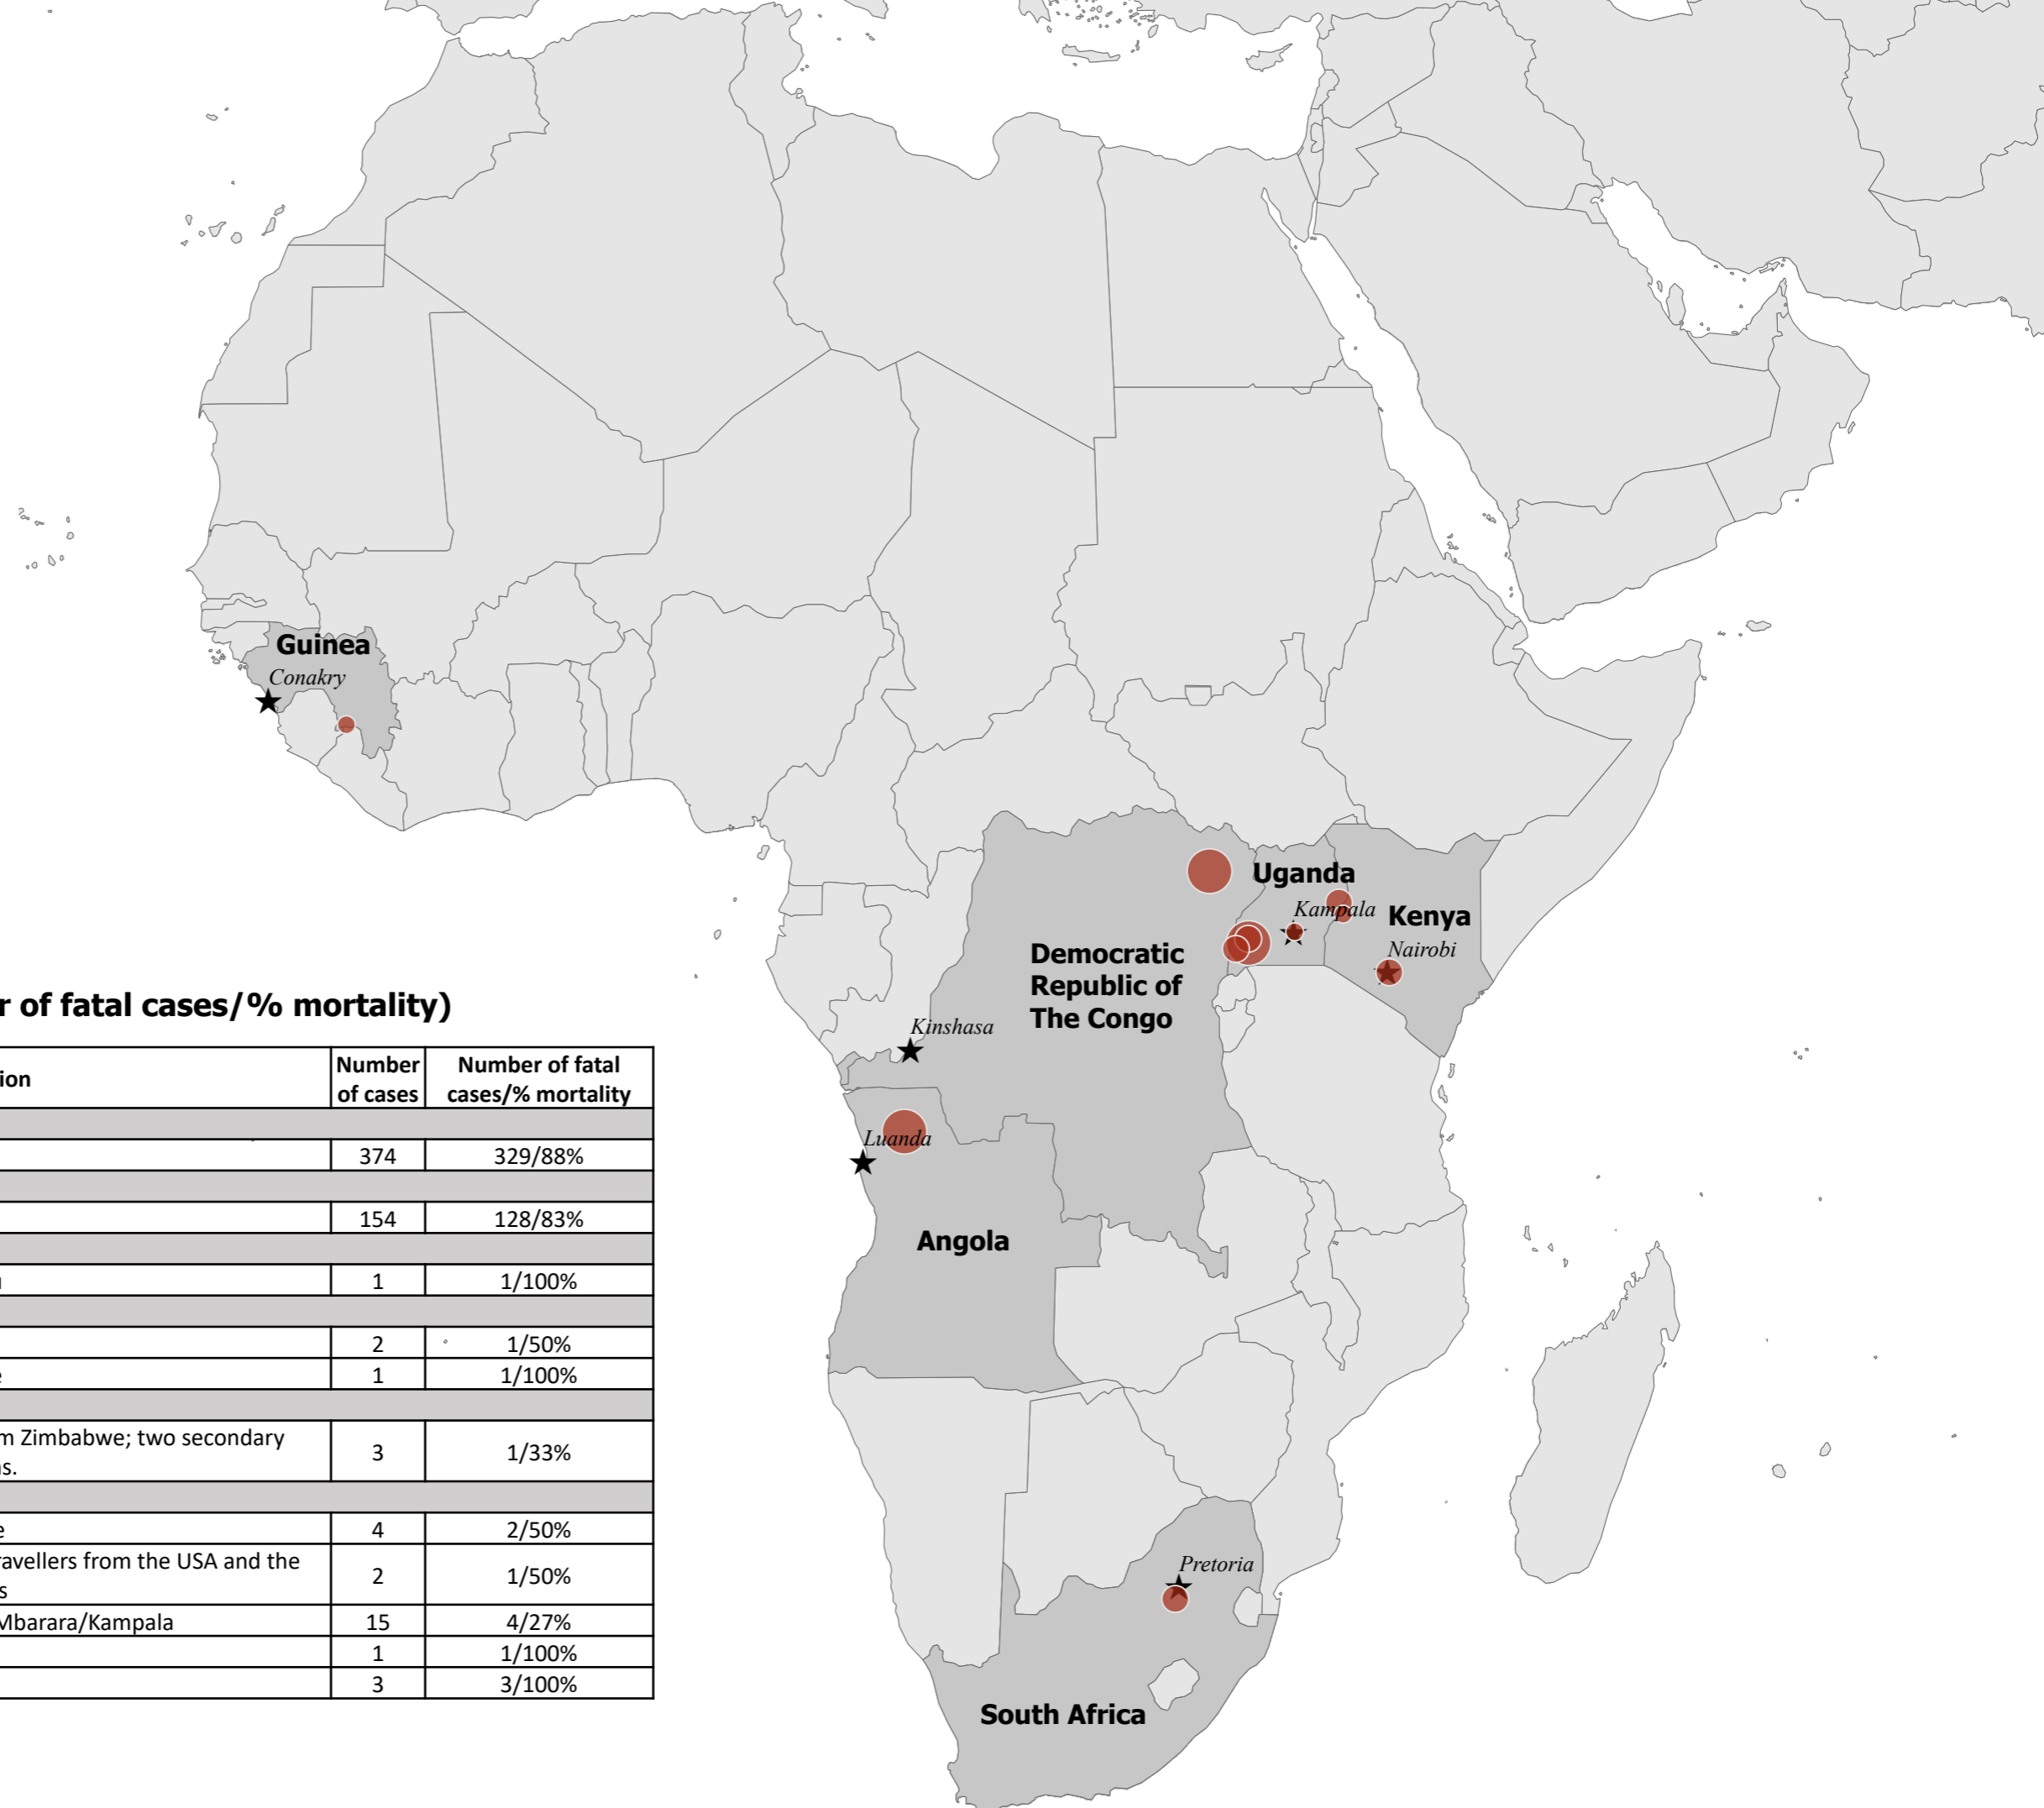 Guinea
Conakry
Uganda
Kampala
Kenya
Nairobi
Democratic
Republic of
The Congo
Kinshasa
Luanda
Angola
Pretoria
South Africa
r of fatal cases/% mortality)
ion
Number
of cases
Number of fatal
cases/% mortality
374 329/88%
154 128/83%
1 1/100%
2 1/50%
e 1 1/100%
m Zimbabwe; two secondary
ns.
3 1/33%
e 4 2/50%
ravellers from the USA and the
s
2 1/50%
Mbarara/Kampala 15 4/27%
1 1/100%
3 3/100%